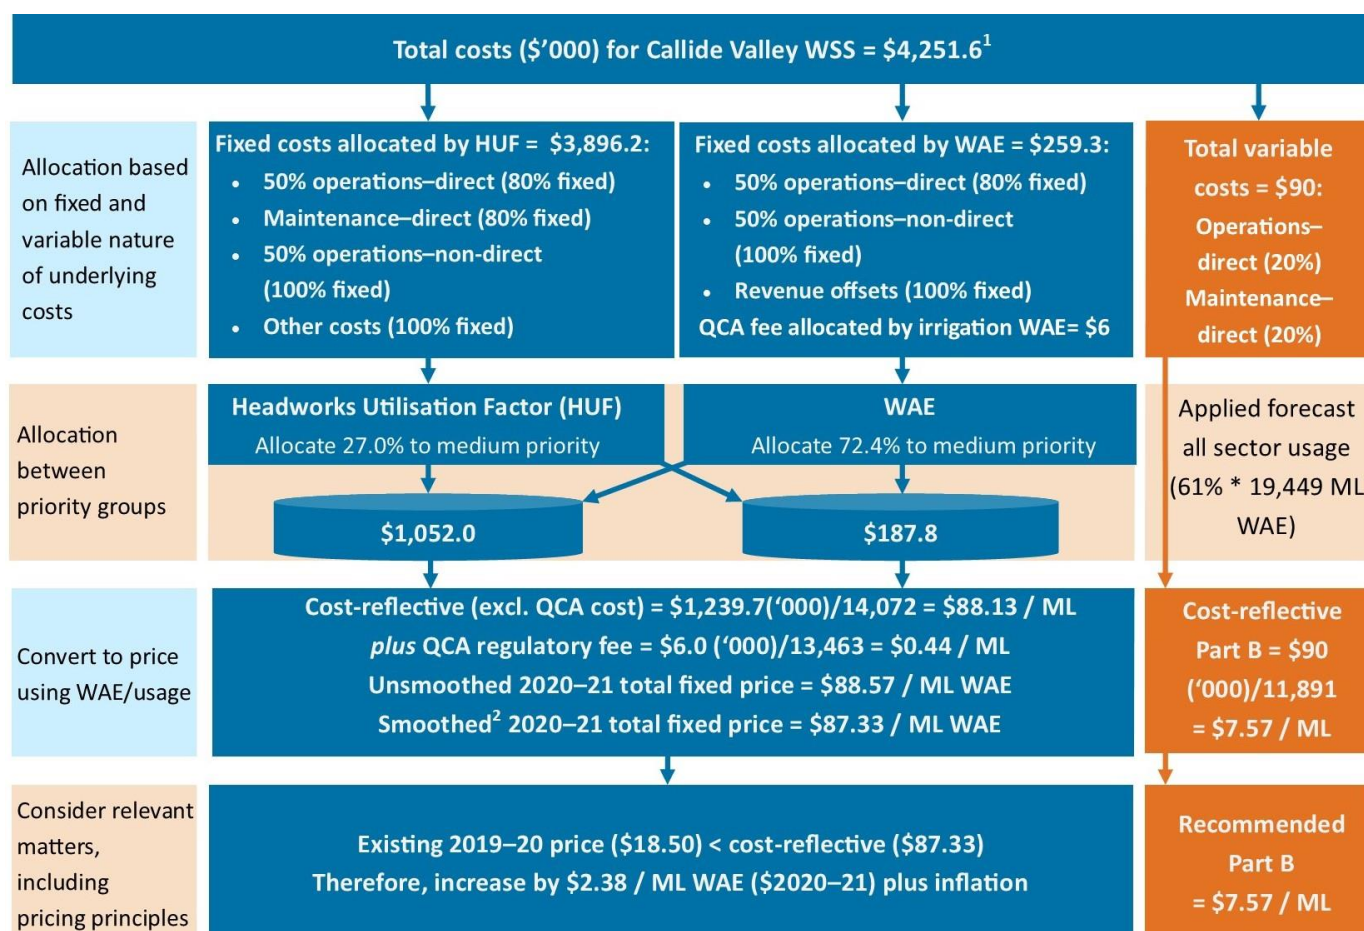 Total costs ($’000) for Callide Valley WSS = $4,251.6¹
Allocation based
on fixed and
variable nature
of underlying
costs
Fixed costs allocated by HUF = $3,896.2:
• 50% operations–direct (80% fixed)
• Maintenance–direct (80% fixed)
• 50% operations–non-direct
(100% fixed)
• Other costs (100% fixed)
Fixed costs allocated by WAE = $259.3:
• 50% operations–direct (80% fixed)
• 50% operations–non-direct
(100% fixed)
• Revenue offsets (100% fixed)
QCA fee allocated by irrigation WAE= $6
Total variable
costs = $90:
Operations–
direct (20%)
Maintenance–
direct (20%)
Allocation
between
priority groups
Headworks Utilisation Factor (HUF)
Allocate 27.0% to medium priority
WAE
Allocate 72.4% to medium priority
$1,052.0
$187.8
Applied forecast
all sector usage
(61% * 19,449 ML
WAE)
Convert to price
using WAE/usage
Cost-reflective (excl. QCA cost) = $1,239.7(‘000)/14,072 = $88.13 / ML
plus QCA regulatory fee = $6.0 (‘000)/13,463 = $0.44 / ML
Unsmoothed 2020–21 total fixed price = $88.57 / ML WAE
Smoothed² 2020–21 total fixed price = $87.33 / ML WAE
Cost-reflective
Part B = $90
(‘000)/11,891
= $7.57 / ML
Consider relevant
matters,
including
pricing principles
Existing 2019–20 price ($18.50) < cost-reflective ($87.33)
Therefore, increase by $2.38 / ML WAE ($2020–21) plus inflation
Recommended
Part B
= $7.57 / ML